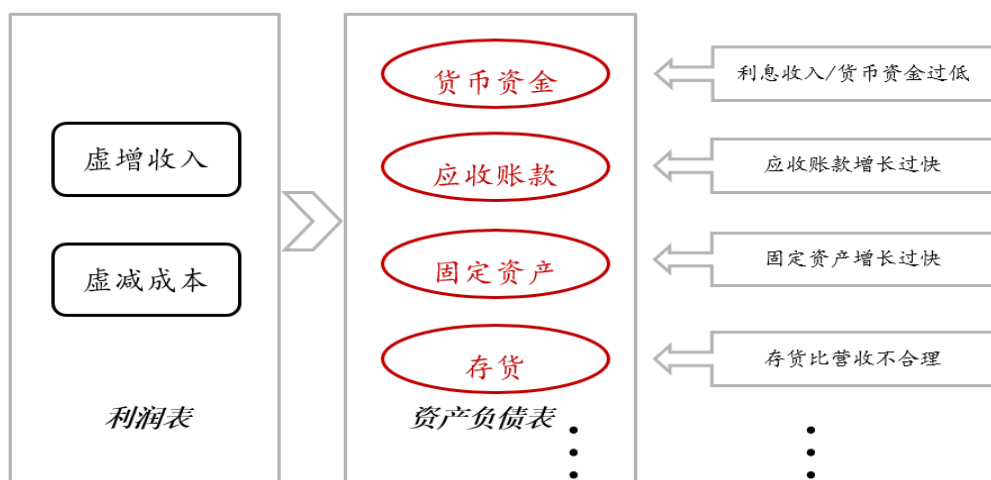 虚增收入
虚减成本
利润表
货币资金
应收账款
固定资产
存货
资产负债表
利息收入/货币资金过低
应收账款增长过快
固定资产增长过快
存货比营收不合理